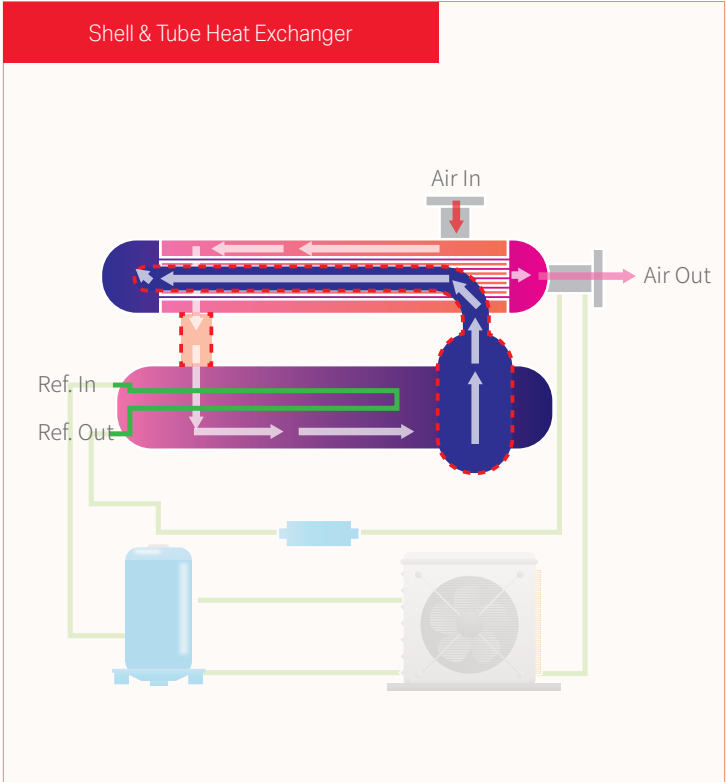 Shell & Tube Heat Exchanger
Air In
Air Out
Ref. In
Ref. Out